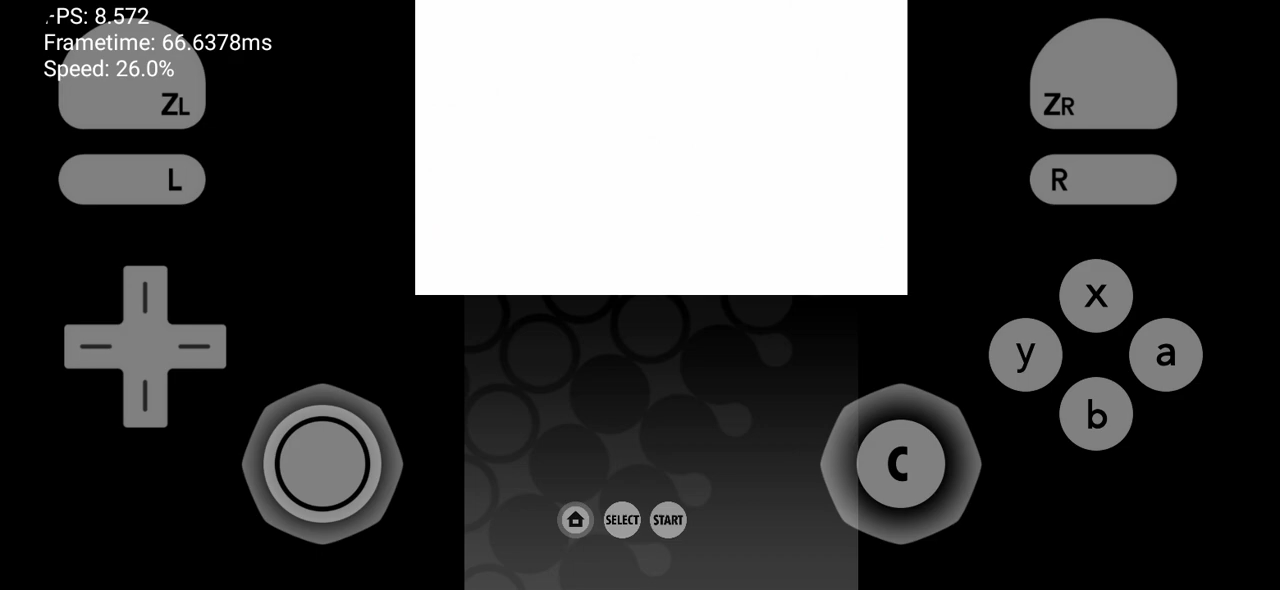 PS: 8.572
Frametime: 66.6378ms
Speed: 26.0%
ZL
ZR
L
R
x
y
a
b
C
SELECT
START